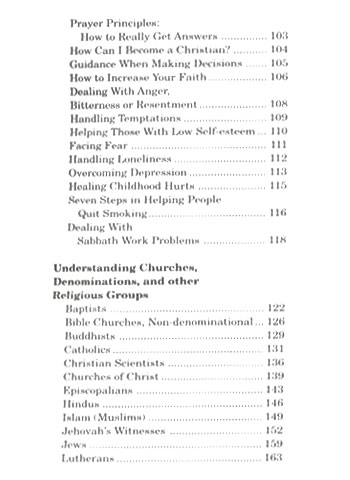 Prayer Principles:
How to Really Get Answers ............... 103
How Can I Become a Christian? .......... 104
Guidance When Making Decisions ....... 105
How to Increase Your Faith ................. 106
Dealing With Anger,
Bitterness or Resentment .................. 108
Handling Temptations ....................... 109
Helping Those With Low Self-esteem ... 110
Facing Fear ...................................... 111
Handling Loneliness .......................... 112
Overcoming Depression ..................... 113
Healing Childhood Hurts .................... 115
Seven Steps in Helping People
Quit Smoking .................................. 116
Dealing With
Sabbath Work Problems ................... 118
Understanding Churches,
Denominations, and other
Religious Groups
Baptists ........................................... 122
Bible Churches, Non-denominational ... 126
Buddhists ........................................ 129
Catholics ......................................... 131
Christian Scientists ........................... 136
Churches of Christ ............................ 139
Episcopalians ................................... 143
Hindus ............................................ 146
Islam (Muslims) ................................ 149
Jehovah's Witnesses .......................... 152
Jews ................................................ 159
Lutherans ........................................ 163